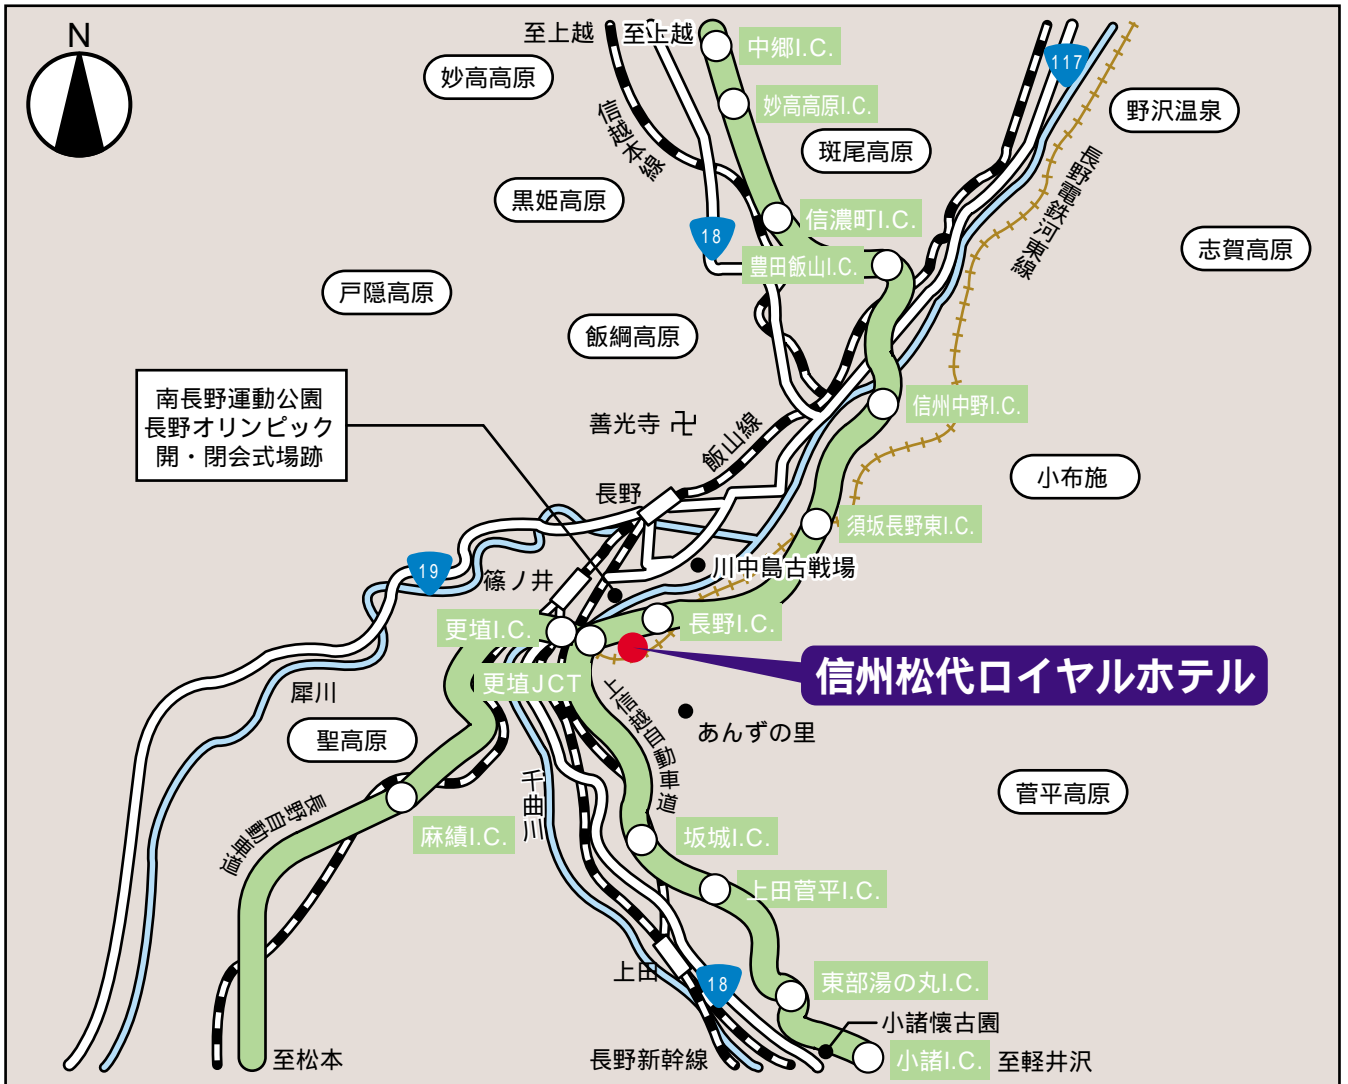 N
至上越
至上越
中郷I.C.
117
妙高高原
妙高高原I.C.
野沢温泉
信越本線
斑尾高原
長野電鉄河東線
黒姫高原
信濃町I.C.
18
志賀高原
豊田飯山I.C.
戸隠高原
飯綱高原
南長野運動公園
長野オリンピック
開・閉会式場跡
信州中野I.C.
善光寺 卍
飯山線
小布施
長野
須坂長野東I.C.
19
篠ノ井
川中島古戦場
更埴I.C.
長野I.C.
更埴JCT
信州松代ロイヤルホテル
犀川
上信越自動車道
あんずの里
聖高原
千曲川
菅平高原
長野自動車道
麻績I.C.
坂城I.C.
上田菅平I.C.
上田
18
東部湯の丸I.C.
小諸懐古園
至松本
長野新幹線
小諸I.C.
至軽井沢